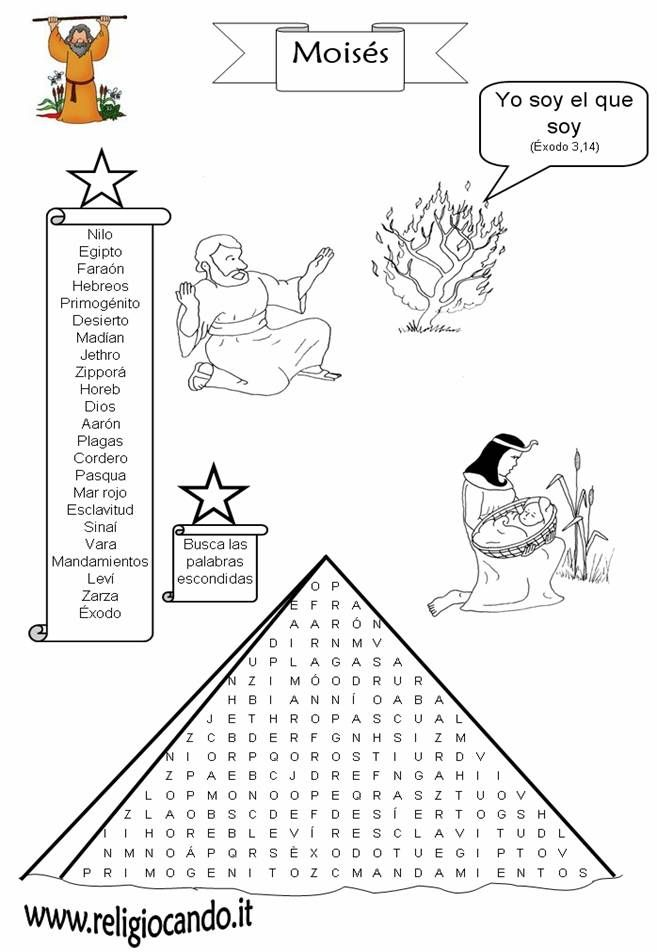 Moisés
Yo soy el que
soy
(Éxodo 3,14)
Nilo
Egipto
Faraón
Hebreos
Primogénito
Desierto
Madían
Jethro
Zipporá
Horeb
Dios
Aarón
Plagas
Cordero
Pasqua
Mar rojo
Esclavitud
Sinaí
Vara
Mandamientos
Leví
Zarza
Éxodo
Busca las
palabras
escondidas
O P
E F R A
A A R Ó N
D I R N M V
U P L A G A S A
N Z I M Ó O D R U R
H B I A N N Í O A B A
J E T H R O P A S C U A L
Z C B D E R F G N H S I Z M
N I O R P Q O R O S T I U R D V
Z P A E B C J D R E F N G A H I I
L O P M O N O O P E Q R A S Z T U O V
Z L A O B S C D E F D E S Í E R T O G S H
I I H O R E B L E V Í R E S C L A V I T U D L
N M N O Á P Q R S È X O D O T U E G I P T O V
P R I M O G E N I T O Z C M A N D A M I E N T O S
www.religiocando.it